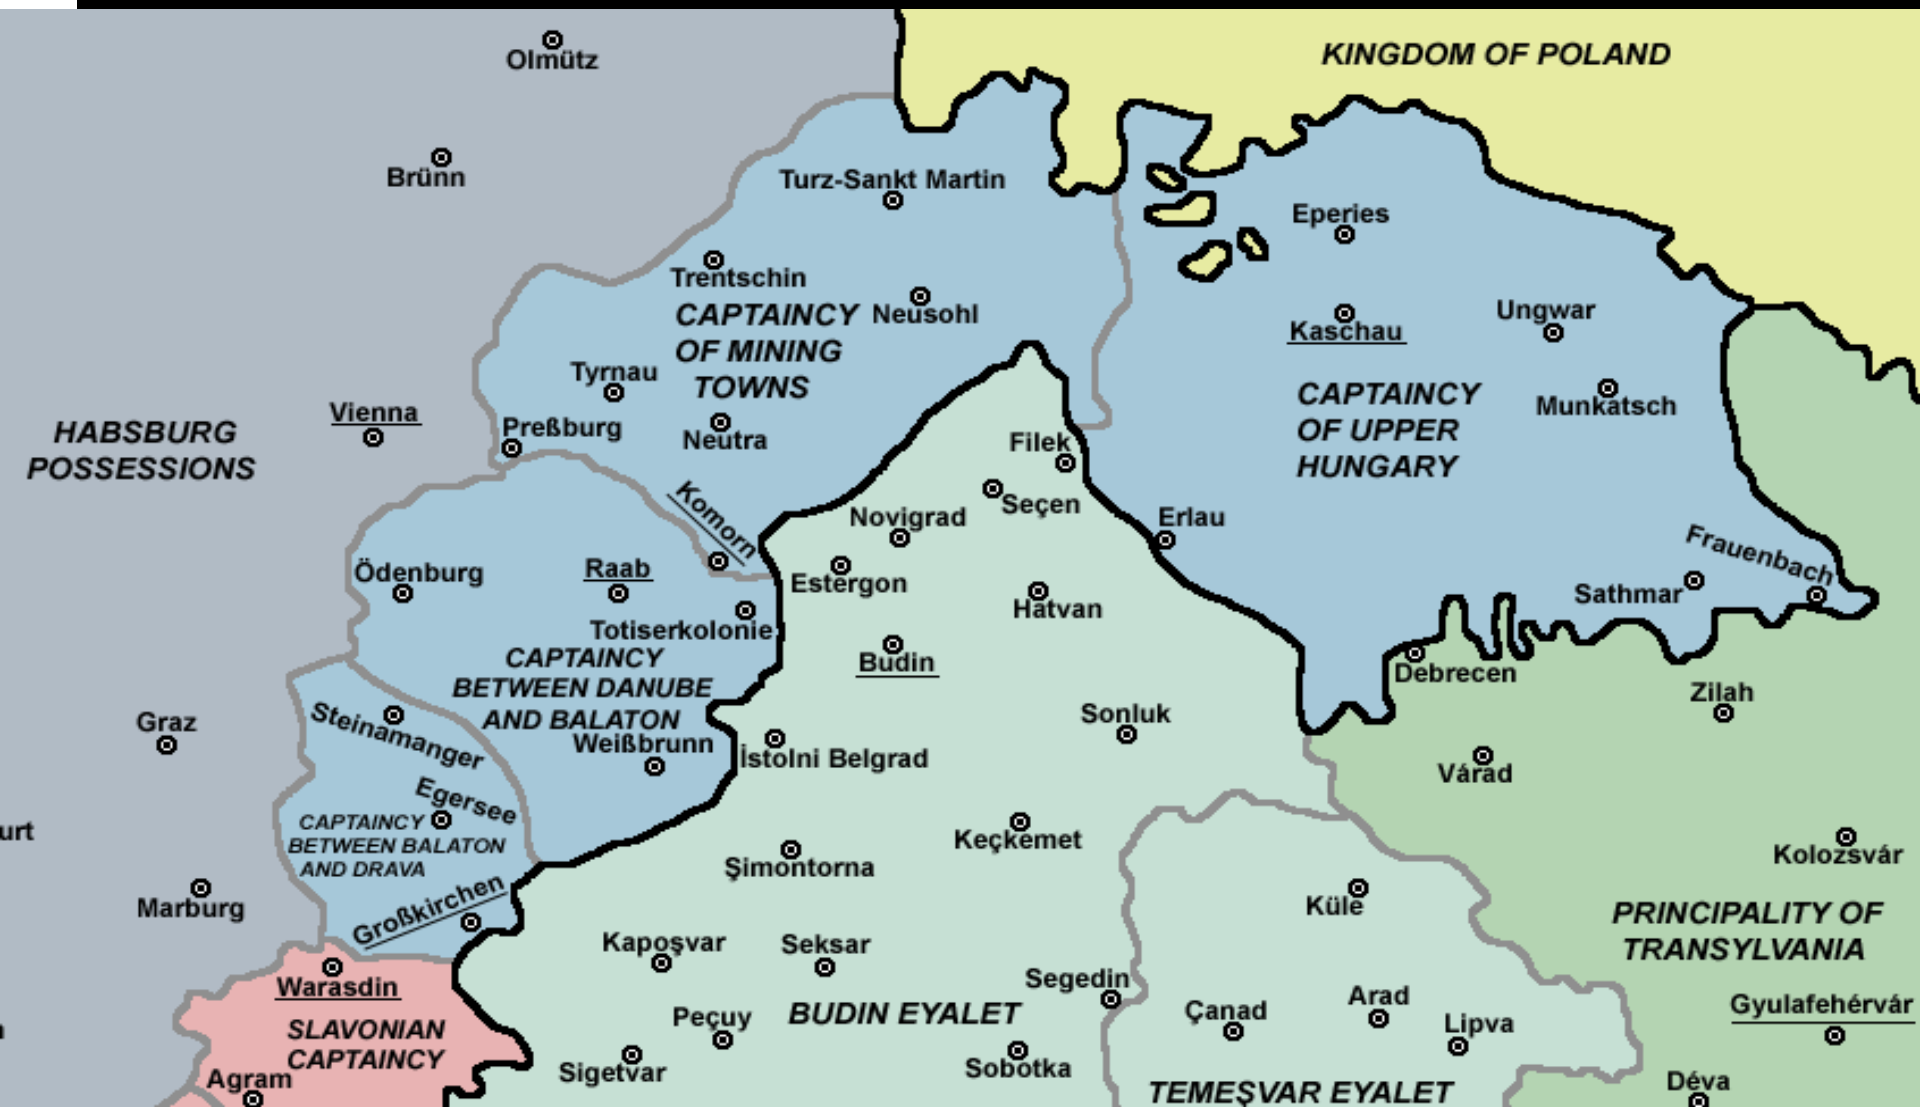 Olmütz
KINGDOM OF POLAND
Brünn
Turz-Sankt Martin
Eperies
Trentschin
CAPTAINCY
OF MINING
TOWNS
Neusohl
Kaschau
Ungwar
Tyrnau
Munkatsch
CAPTAINCY
OF UPPER
HUNGARY
Vienna
Preßburg
Neutra
HABSBURG
POSSESSIONS
Filek
Seçen
Komorn
Novigrad
Erlau
Frauenbach
Ödenburg
Raab
Estergon
Hatvan
Sathmar
Totiserkolonie
CAPTAINCY
BETWEEN DANUBE
AND BALATON
Budin
Debrecen
Zilah
Steinamanger
Graz
Sonluk
Weißbrunn
İstolni Belgrad
Várad
Egersee
CAPTAINCY
BETWEEN BALATON
AND DRAVA
urt
Keçkemet
Kolozsvár
Şimontorna
Marburg
Großkirchen
Küle
PRINCIPALITY OF
TRANSYLVANIA
Kapoşvar
Seksar
Warasdin
Segedin
Gyulafehérvár
SLAVONIAN
CAPTAINCY
Peçuy
BUDIN EYALET
Çanad
Arad
Lipva
Sigetvar
Sobotka
Agram
TEMEŞVAR EYALET
Déva